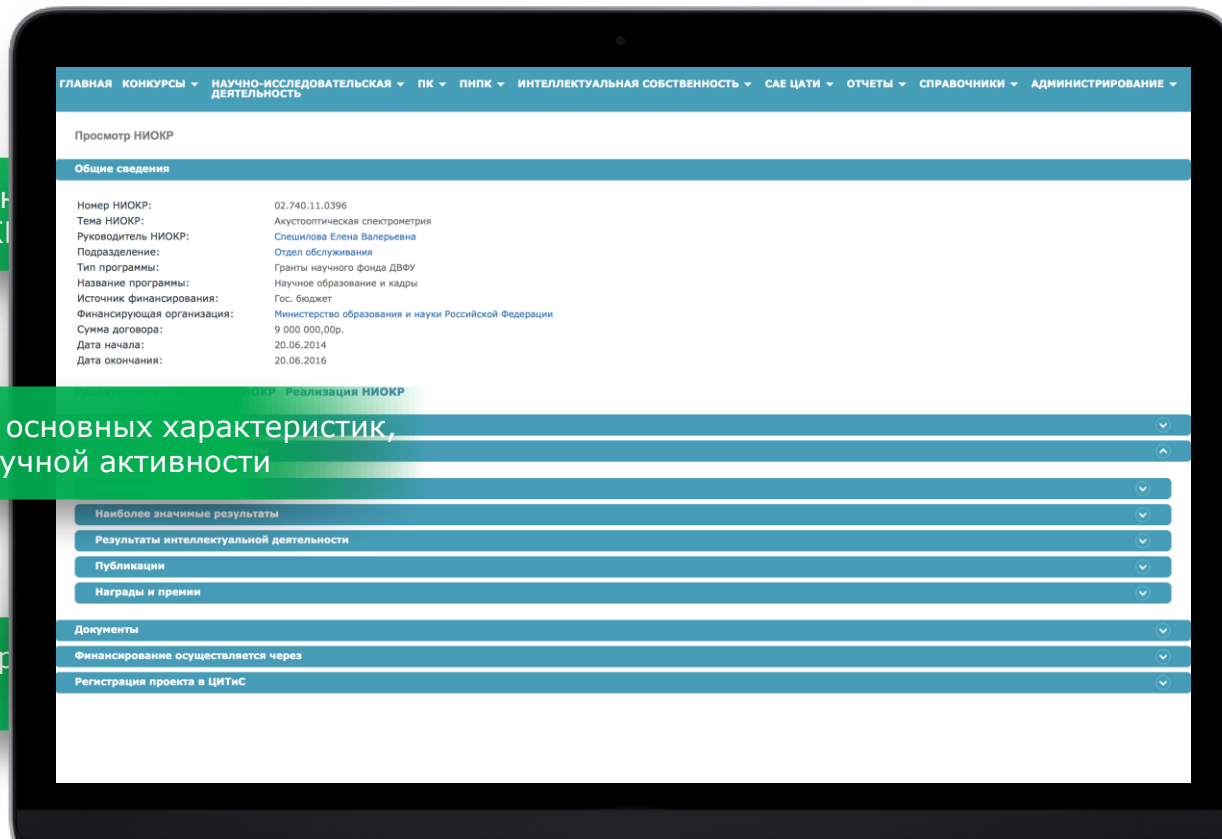 ГЛАВНАЯ КОНКУРСЫ НАУЧНО-ИССЛЕДОВАТЕЛЬСКАЯ ДЕЯТЕЛЬНОСТЬ ПК ПНПК ИНТЕЛЛЕКТУАЛЬНАЯ СОБСТВЕННОСТЬ САЕ ЦАТИ ОТЧЕТЫ СПРАВОЧНИКИ АДМИНИСТРИРОВАНИЕ
Просмотр НИОКР
Общие сведения
Номер НИОКР: 02.740.11.0396
Тема НИОКР: Акустооптическая спектрометрия
Руководитель НИОКР: Спешилова Елена Валерьевна
Подразделение: Отдел обслуживания
Тип программы: Гранты научного фонда ДВФУ
Название программы: Научное образование и кадры
Источник финансирования: Гос. бюджет
Финансирующая организация: Министерство образования и науки Российской Федерации
Сумма договора: 9 000 000,00р.
Дата начала: 20.06.2014
Дата окончания: 20.06.2016
Реализация НИОКР
основных характеристик,
учной активности
Наиболее значимые результаты
Результаты интеллектуальной деятельности
Публикации
Награды и премии
Документы
Финансирование осуществляется через
Регистрация проекта в ЦИТиС